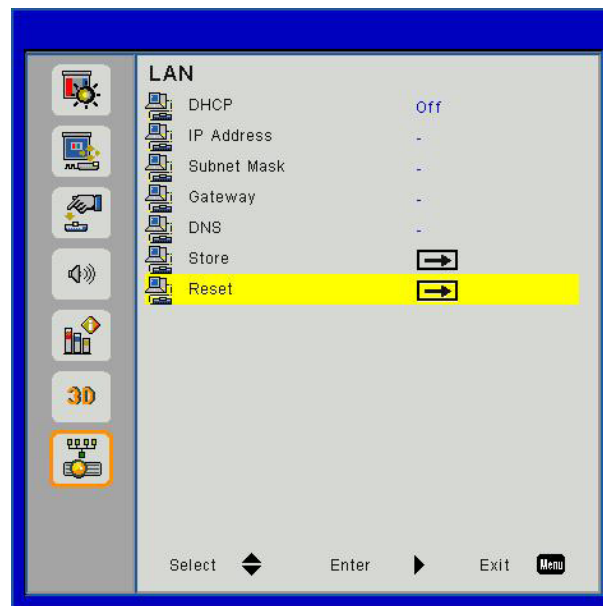 LAN
DHCP Off
IP Address -
Subnet Mask -
Gateway -
DNS -
Store
Reset
3D
Select Enter Exit Menu